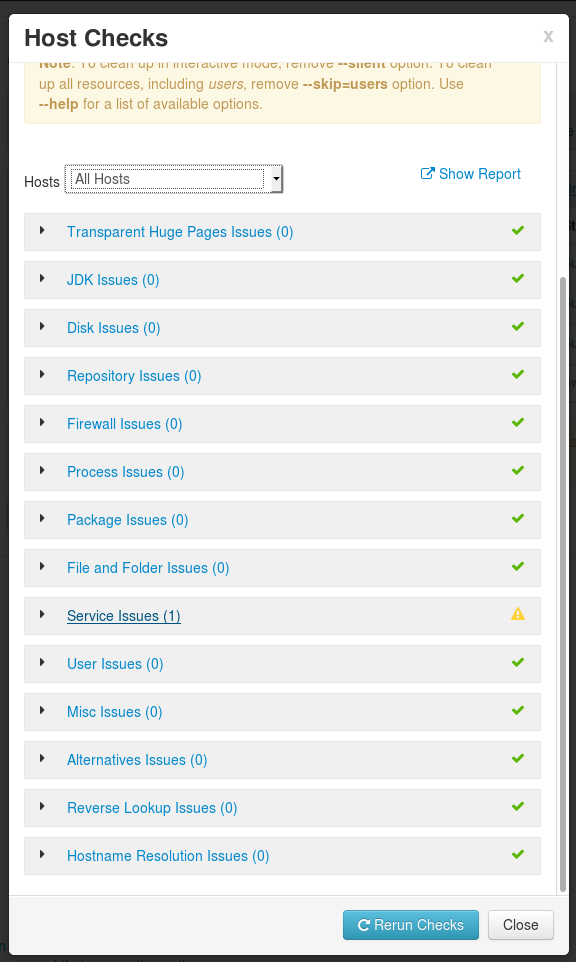 Host Checks
x
Note: To clean up in interactive mode, remove --silent option. To clean
up all resources, including users, remove --skip=users option. Use
--help for a list of available options.
Hosts All Hosts Show Report
Transparent Huge Pages Issues (0)
JDK Issues (0)
Disk Issues (0)
Repository Issues (0)
Firewall Issues (0)
Process Issues (0)
Package Issues (0)
File and Folder Issues (0)
Service Issues (1)
User Issues (0)
Misc Issues (0)
Alternatives Issues (0)
Reverse Lookup Issues (0)
Hostname Resolution Issues (0)
Rerun Checks Close